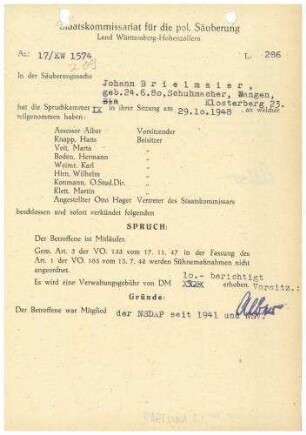 Staatskommissariat für die pol. Säuberung
Land Württemberg-Hohenzollern
Az: 17/KW 1574 L. 286
In der Säuberungssache
Johann Brielmaier,
geb.24.6.80, Schuhmacher, Wangen,
Klosterberg 23.
hat die Spruchkammer IX in ihrer Sitzung am 29.10.1948 an welcher
teilgenommen haben:
Assessor Alber Vorsitzender
Knapp, Hans Beisitzer
Veit, Marta "
Boden, Hermann "
Weinx, Karl "
Hirn, Wilhelm "
Kottmann, O.Stud.Dir. "
Klett, Martin "
Angestellter Otto Hager Vertreter des Staatskommissars
beschlossen und sofort verkündet folgenden
SPRUCH:
Der Betroffene ist Mitläufer.
Gem. Art. 3 der VO. 133 vom 17. 11. 47 in der Fassung des
Art. 1 der VO. 165 vom 13. 7. 48 werden Sühnemaßnahmen nicht
angeordnet.
10.- berichtigt
Es wird eine Verwaltungsgebühr von DM erhoben. Vorsitz.:
Gründe: Alber
Der Betroffene war Mitglied der NSDAP seit 1941 und NSV.